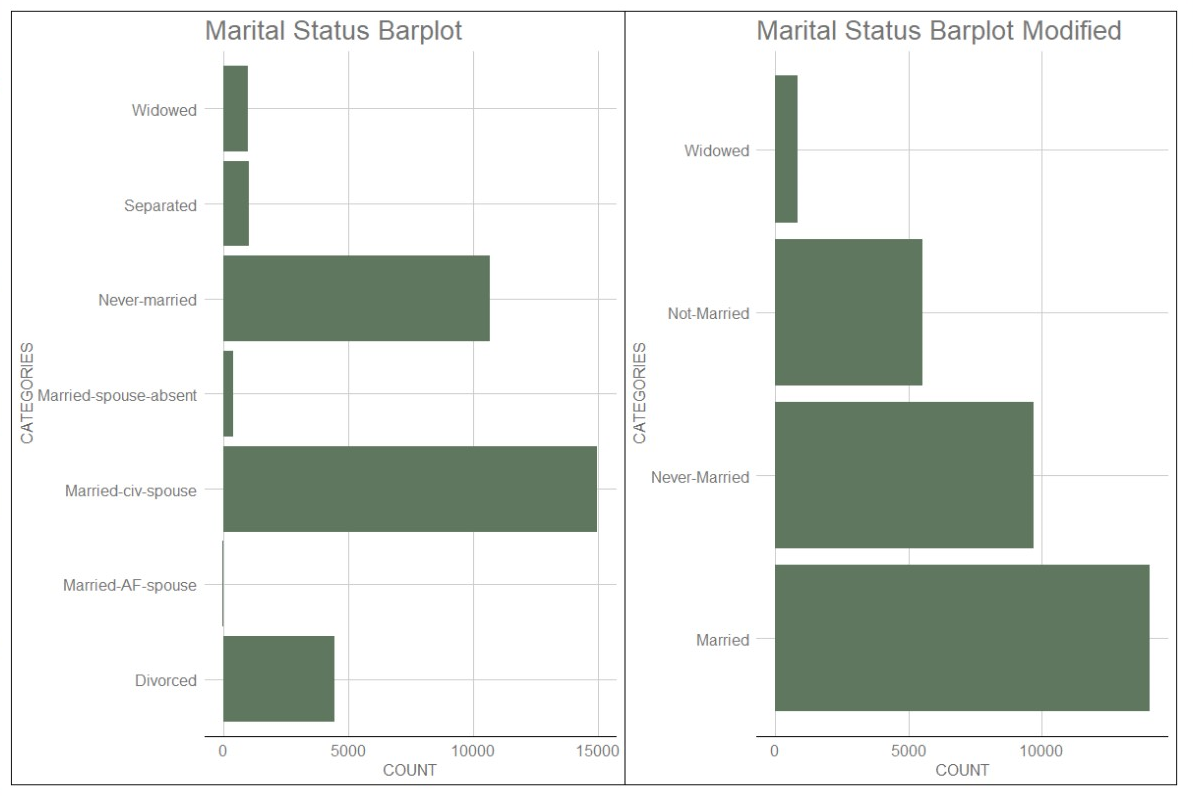 Marital Status Barplot
CATEGORIES
Widowed
Separated
Never-married
Married-spouse-absent
Married-civ-spouse
Married-AF-spouse
Divorced
0 5000 10000 15000
COUNT
Marital Status Barplot Modified
CATEGORIES
Widowed
Not-Married
Never-Married
Married
0 5000 10000
COUNT